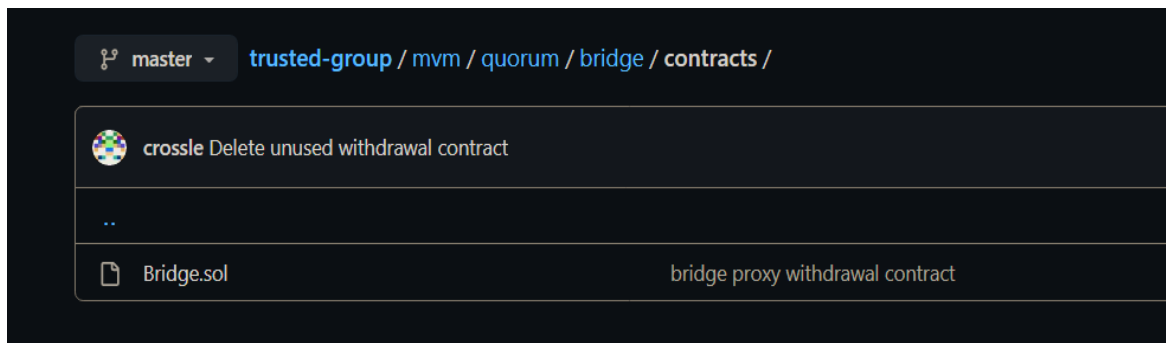 master trusted-group / mvm / quorum / bridge / contracts /
crossle Delete unused withdrawal contract
..
Bridge.sol bridge proxy withdrawal contract